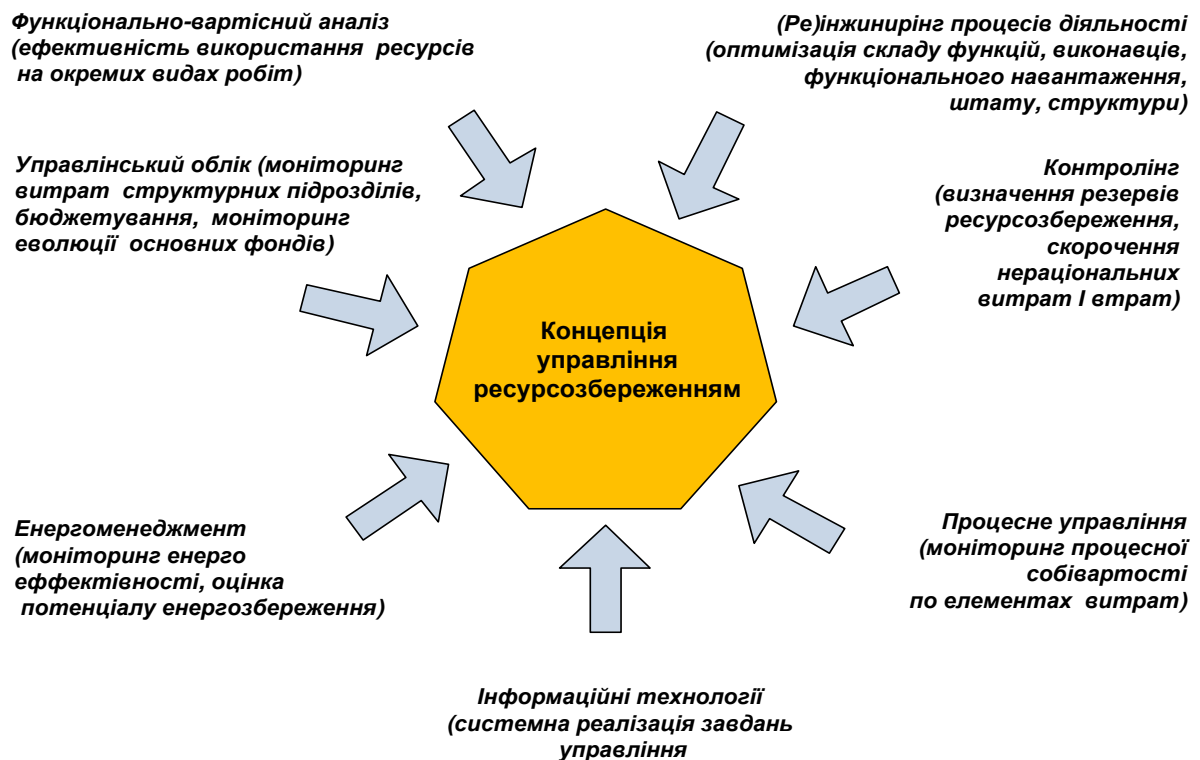 Функціонально-вартісний аналіз
(ефективність використання ресурсів
на окремих видах робіт)
(Ре)інжинирінг процесів діяльності
(оптимізація складу функцій, виконавців,
функціонального навантаження,
штату, структури)
Управлінський облік (моніторинг
витрат структурних підрозділів,
бюджетування, моніторинг
еволюції основних фондів)
Контролінг
(визначення резервів
ресурсозбереження,
скорочення
нераціональних
витрат І втрат)
Концепція
управління
ресурсозбереженням
Енергоменеджмент
(моніторинг енерго
еффектівності, оцінка
потенціалу енергозбереження)
Процесне управління
(моніторинг процесної
собівартості
по елементах витрат)
Інформаційні технології
(системна реалізація завдань
управління